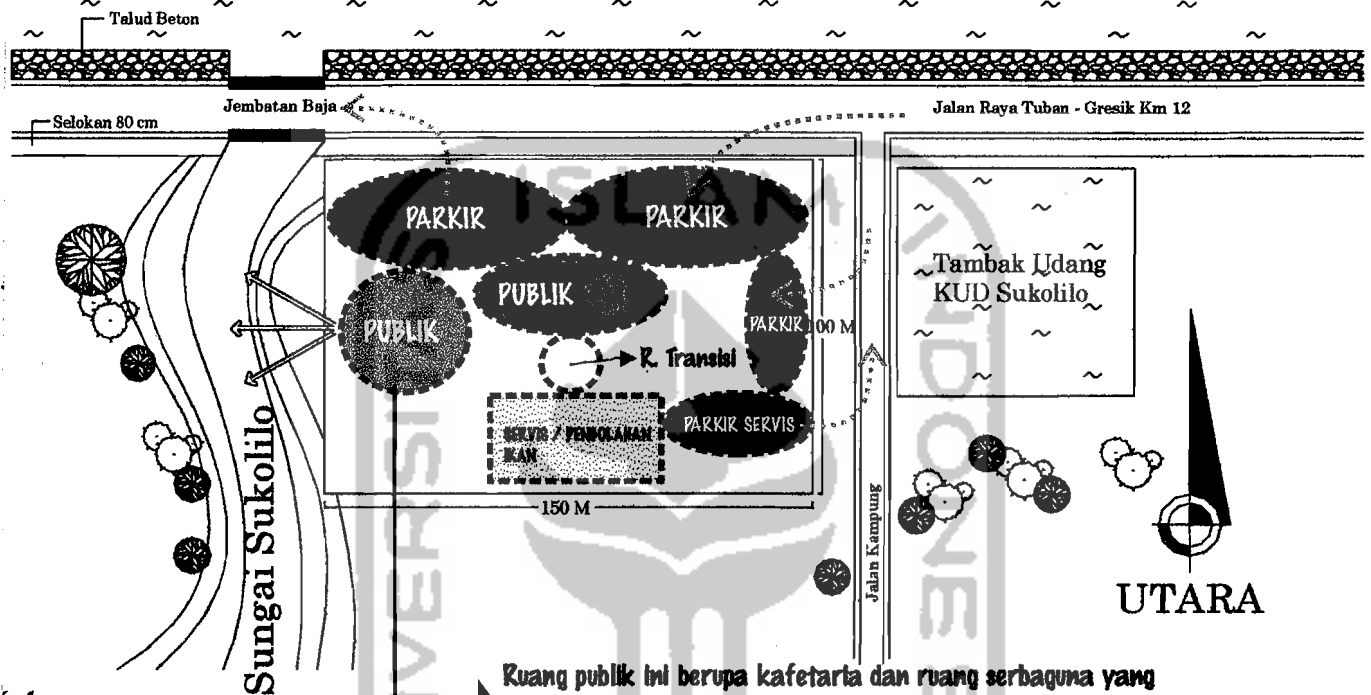 Talud Beton
Jembatan Baja
Jalan Raya Tuban - Gresik Km 12
Selokan 80 cm
ISLAM
PARKIR
PARKIR
PUBLIK
PUBLIK
PARKIR
100 M
Tambak Udang
KUD Sukolilo
R. Transisi
SERVIS / PENGOLAHAN
IKAN
PARKIR SERVIS
150 M
Sungai Sukolilo
Jalan Kampung
UTARA
Ruang publik ini berupa kafetaria dan ruang serbaguna yang